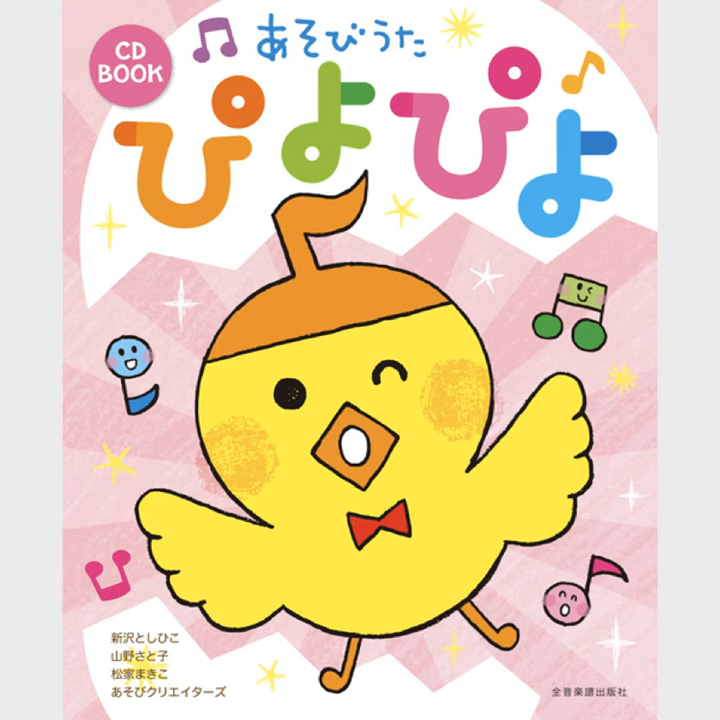 CD
BOOK
あそびうた
ぴよぴよ
新沢としひこ
山野さと子
松家まきこ
あそびクリエイターズ
全音楽譜出版社